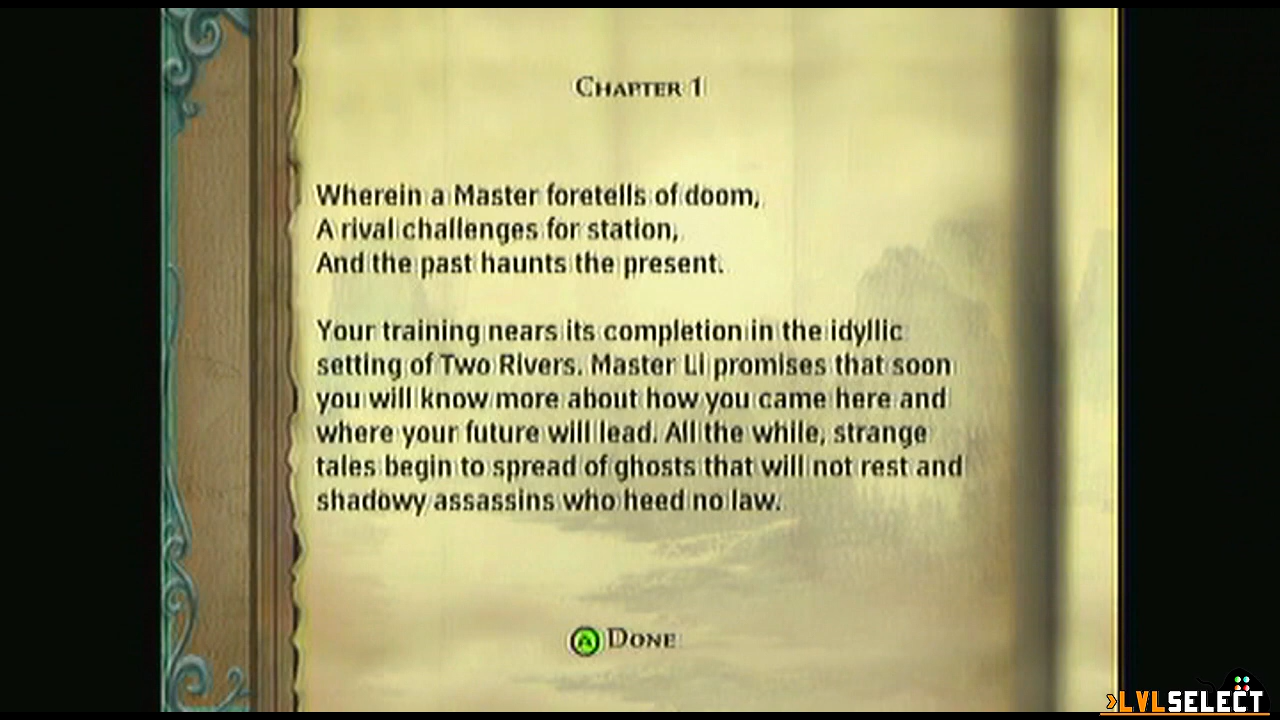 Chapter 1
Wherein a Master foretells of doom,
A rival challenges for station,
And the past haunts the present.
Your training nears its completion in the idyllic
setting of Two Rivers. Master Li promises that soon
you will know more about how you came here and
where your future will lead. All the while, strange
tales begin to spread of ghosts that will not rest and
shadowy assassins who heed no law.
A Done
>LVLSELECT